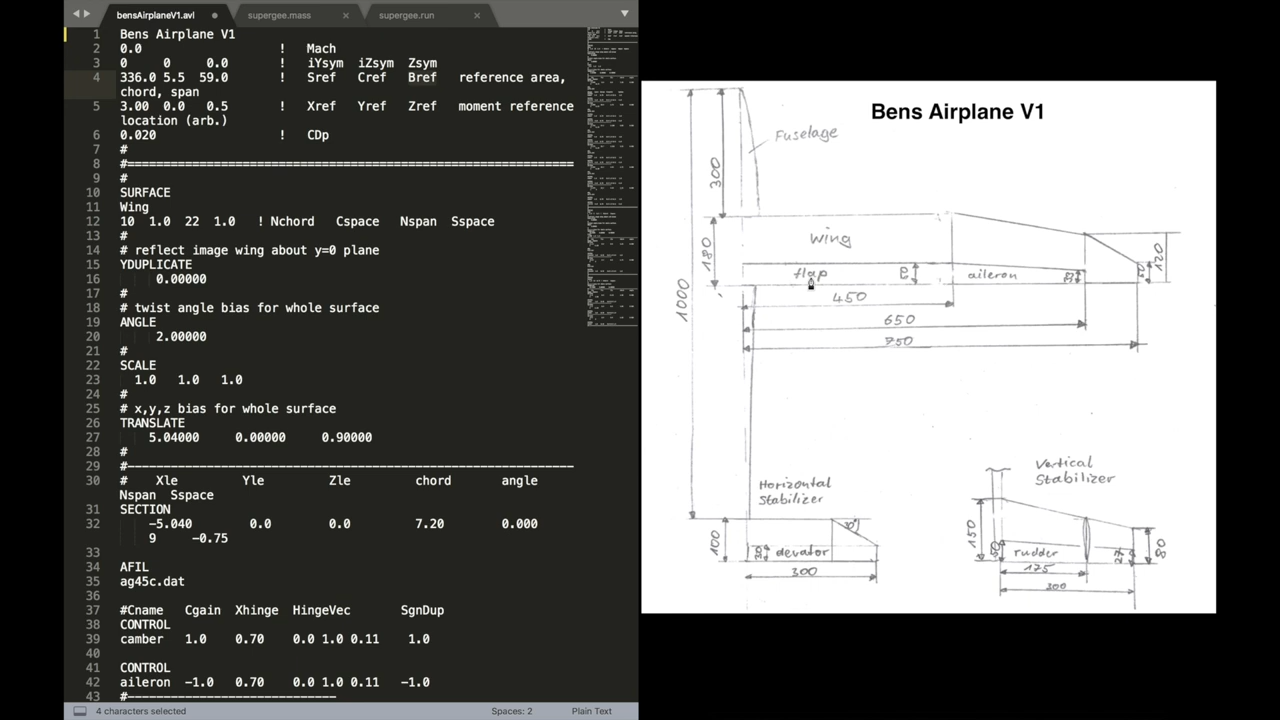 bensAirplaneV1.avl
supergee.mass
supergee.run
1 Bens Airplane V1
2 0.0 ! Mach
3 0 0 0.0 ! iYsym iZsym Zsym
4 336.0 5.5 59.0 ! Sref Cref Bref reference area,
chord, span
5 3.00 0.0 0.5 ! Xref Yref Zref moment reference
location (arb.)
6 0.020 ! CDp
7 #
8 #==============================================================
9 #
10 SURFACE
11 Wing
12 10 1.0 22 1.0 ! Nchord Cspace Nspan Sspace
13 #
14 # reflect image wing about y=0 plane
15 YDUPLICATE
16 0.00000
17 #
18 # twist angle bias for whole surface
19 ANGLE
20 2.00000
21 #
22 SCALE
23 1.0 1.0 1.0
24 #
25 # x,y,z bias for whole surface
26 TRANSLATE
27 5.04000 0.00000 0.90000
28 #
29 #--------------------------------------------------------------
30 # Xle Yle Zle chord angle
Nspan Sspace
31 SECTION
32 -5.040 0.0 0.0 7.20 0.000
9 -0.75
33
34 AFIL
35 ag45c.dat
36
37 #Cname Cgain Xhinge HingeVec SgnDup
38 CONTROL
39 camber 1.0 0.70 0.0 1.0 0.11 1.0
40
41 CONTROL
42 aileron -1.0 0.70 0.0 1.0 0.11 -1.0
43 #-----------------------------
4 characters selected
Spaces: 2
Plain Text
Bens Airplane V1
Fuselage
300
wing
180
120
flap
aileron
450
1000
650
750
Horizontal
Stabilizer
Vertical
Stabilizer
100
30
elevator
300
150
rudder
27
80
175
300